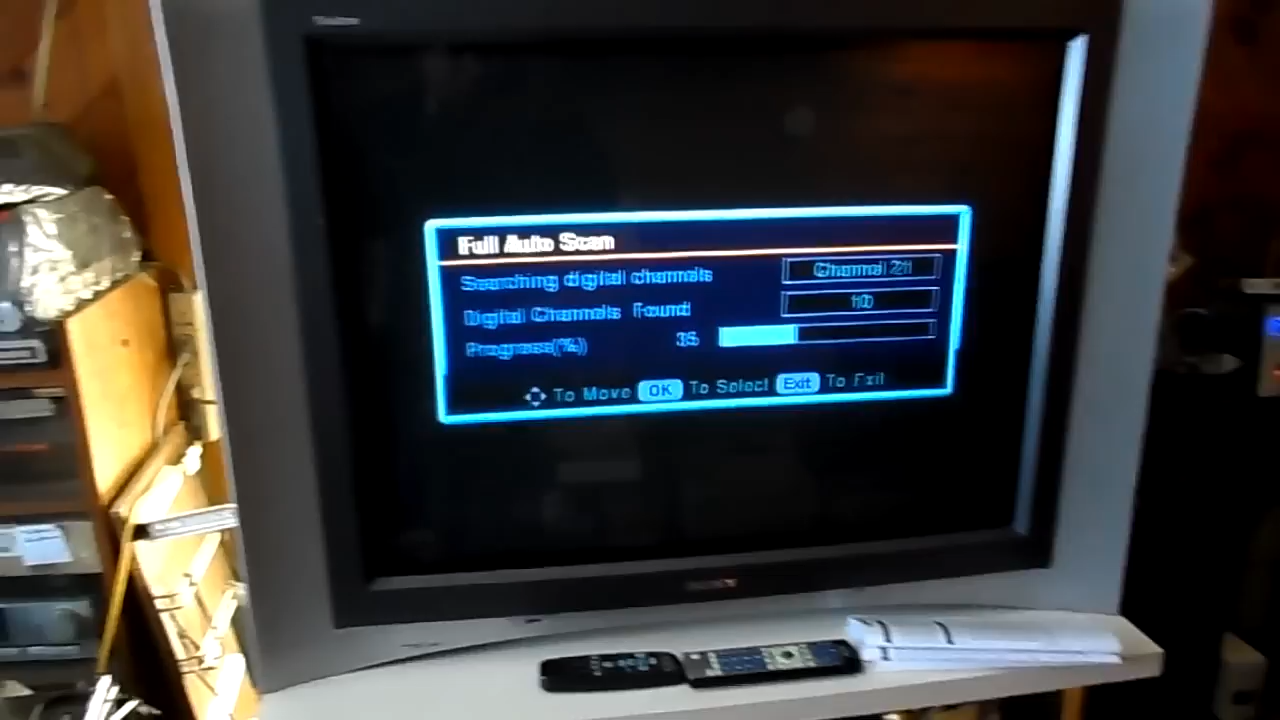 Full Auto Scan
Searching digital channels Channel 21
Digital Channels Found 10
Progress(%) 35
To Move OK To Select Exit To Exit